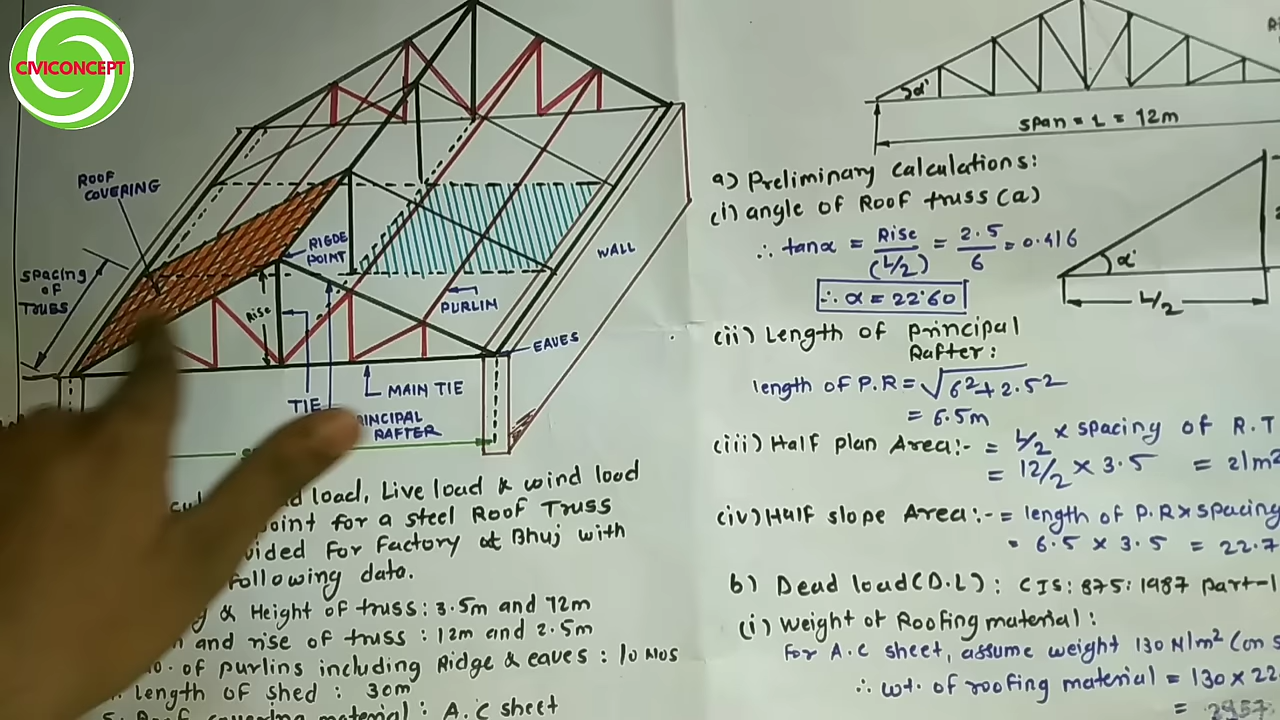 CIVICONCEPT
ROOF
COVERING
SPACING
OF
TRUBS
RIGDE
POINT
Rise
PURLIN
WALL
EAVES
MAIN TIE
TIE
RAFTER
load, Live load & wind load
for a steel Roof Truss
For Factory at Bhuj with
following data.
& Height of truss: 3.5m and 12m
and rise of truss : 12m and 2.5m
of purlins including Ridge & eaves : 10 Nos
length of shed : 30m
material : A.C sheet
α
span = L = 12m
a) Preliminary calculations:
(i) angle of Roof truss (a)
∴ tanα = Rise/(L/2) = 2.5/6 = 0.416
∴ α = 22.60
α
L/2
(ii) Length of Principal
Rafter :
length of P.R = √6²+2.5²
= 6.5m
(iii) Half plan Area:- = L/2 × spacing of R.T
= 12/2 × 3.5 = 21m²
(iv) Half slope Area:- = length of P.R × spacing
= 6.5 × 3.5 = 22.7
b) Dead load (D.L) : (IS: 875: 1987 part-1
(i) Weight of Roofing material :
For A.C sheet, assume weight 130 N/m²
∴ wt. of roofing material = 130 × 22
= 2957